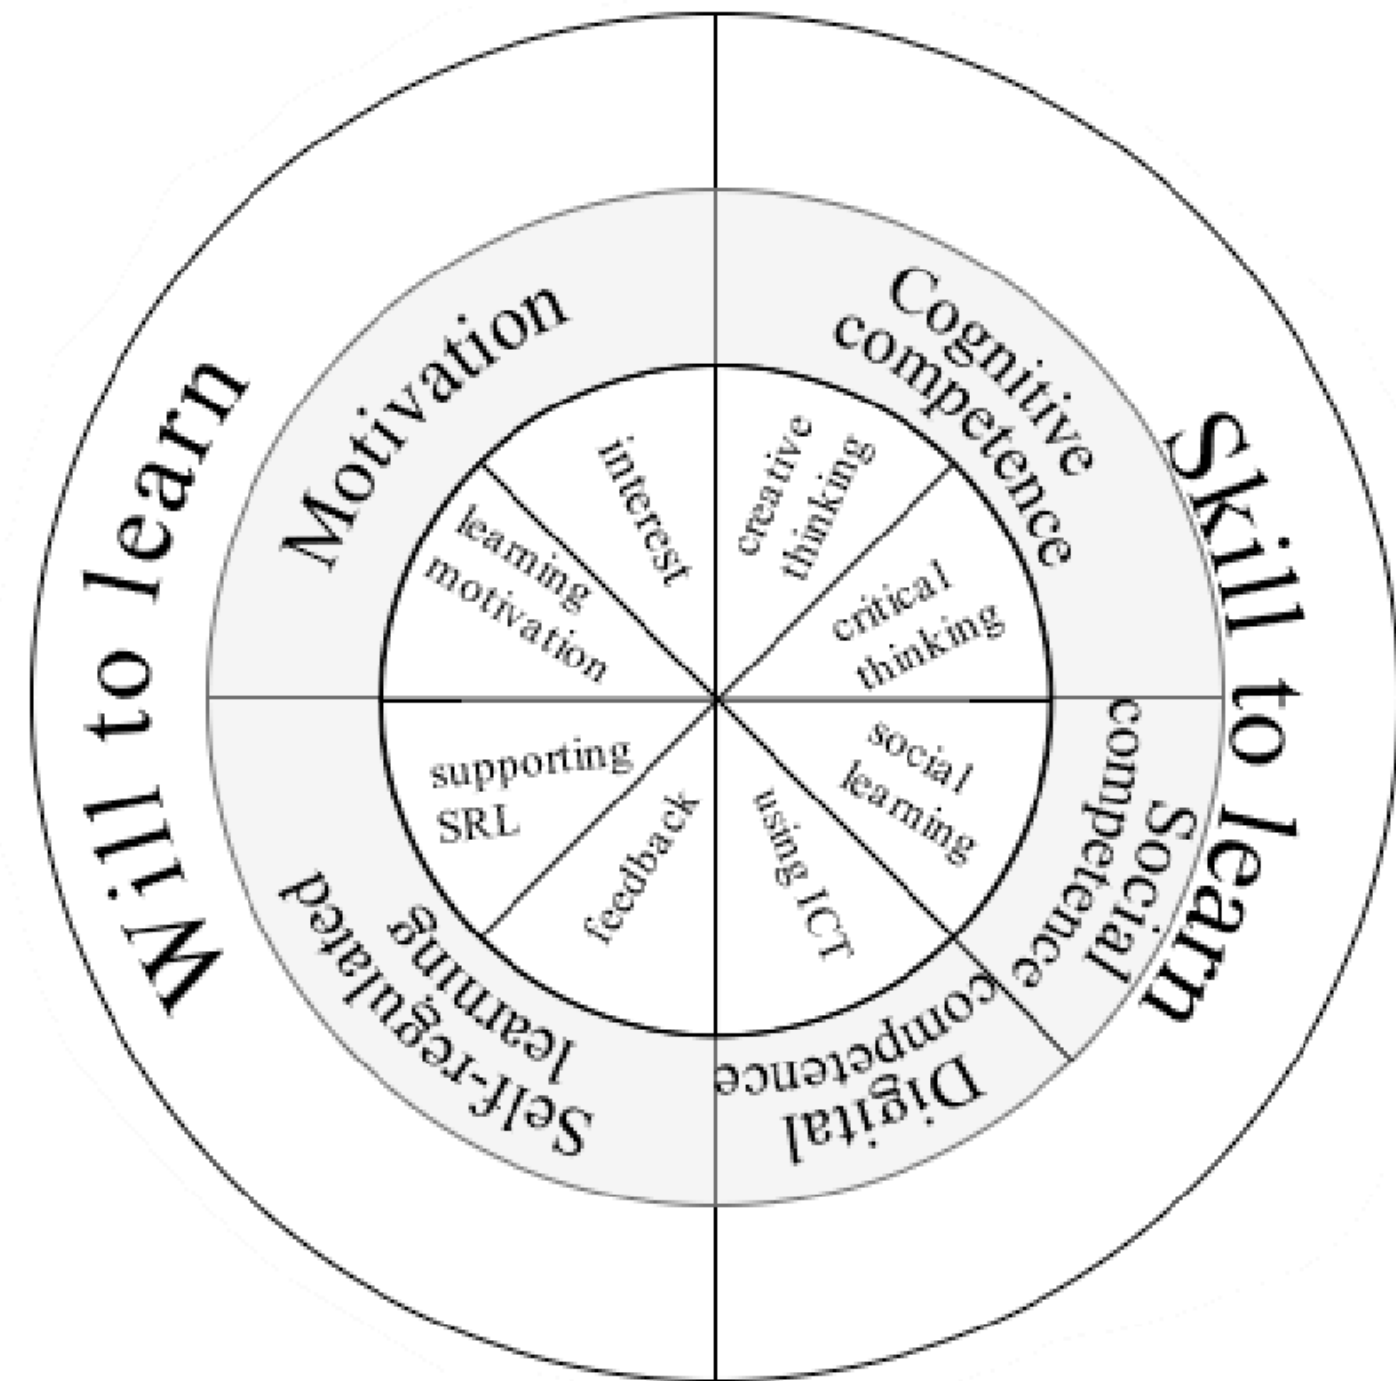 Will to learn
Skill to learn
Motivation
Cognitive
competence
Social
competence
Digital
competence
Self-regulated
learning
interest
creative
thinking
critical
thinking
social
learning
using ICT
feedback
supporting
SRL
learning
motivation